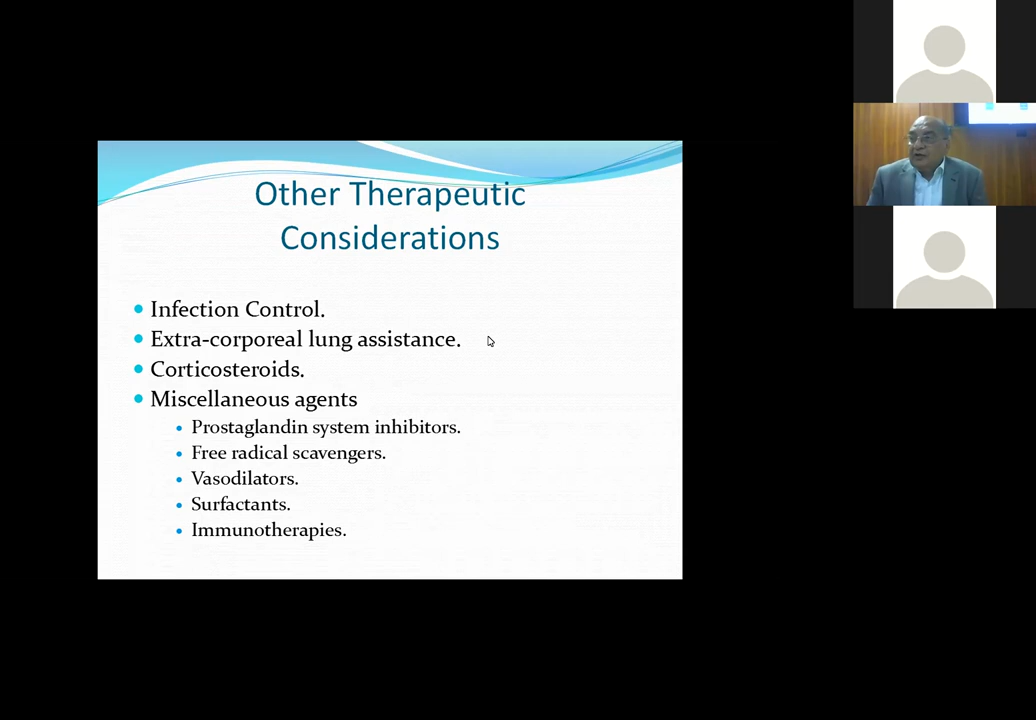 Other Therapeutic
Considerations
Infection Control.
Extra-corporeal lung assistance.
Corticosteroids.
Miscellaneous agents
Prostaglandin system inhibitors.
Free radical scavengers.
Vasodilators.
Surfactants.
Immunotherapies.